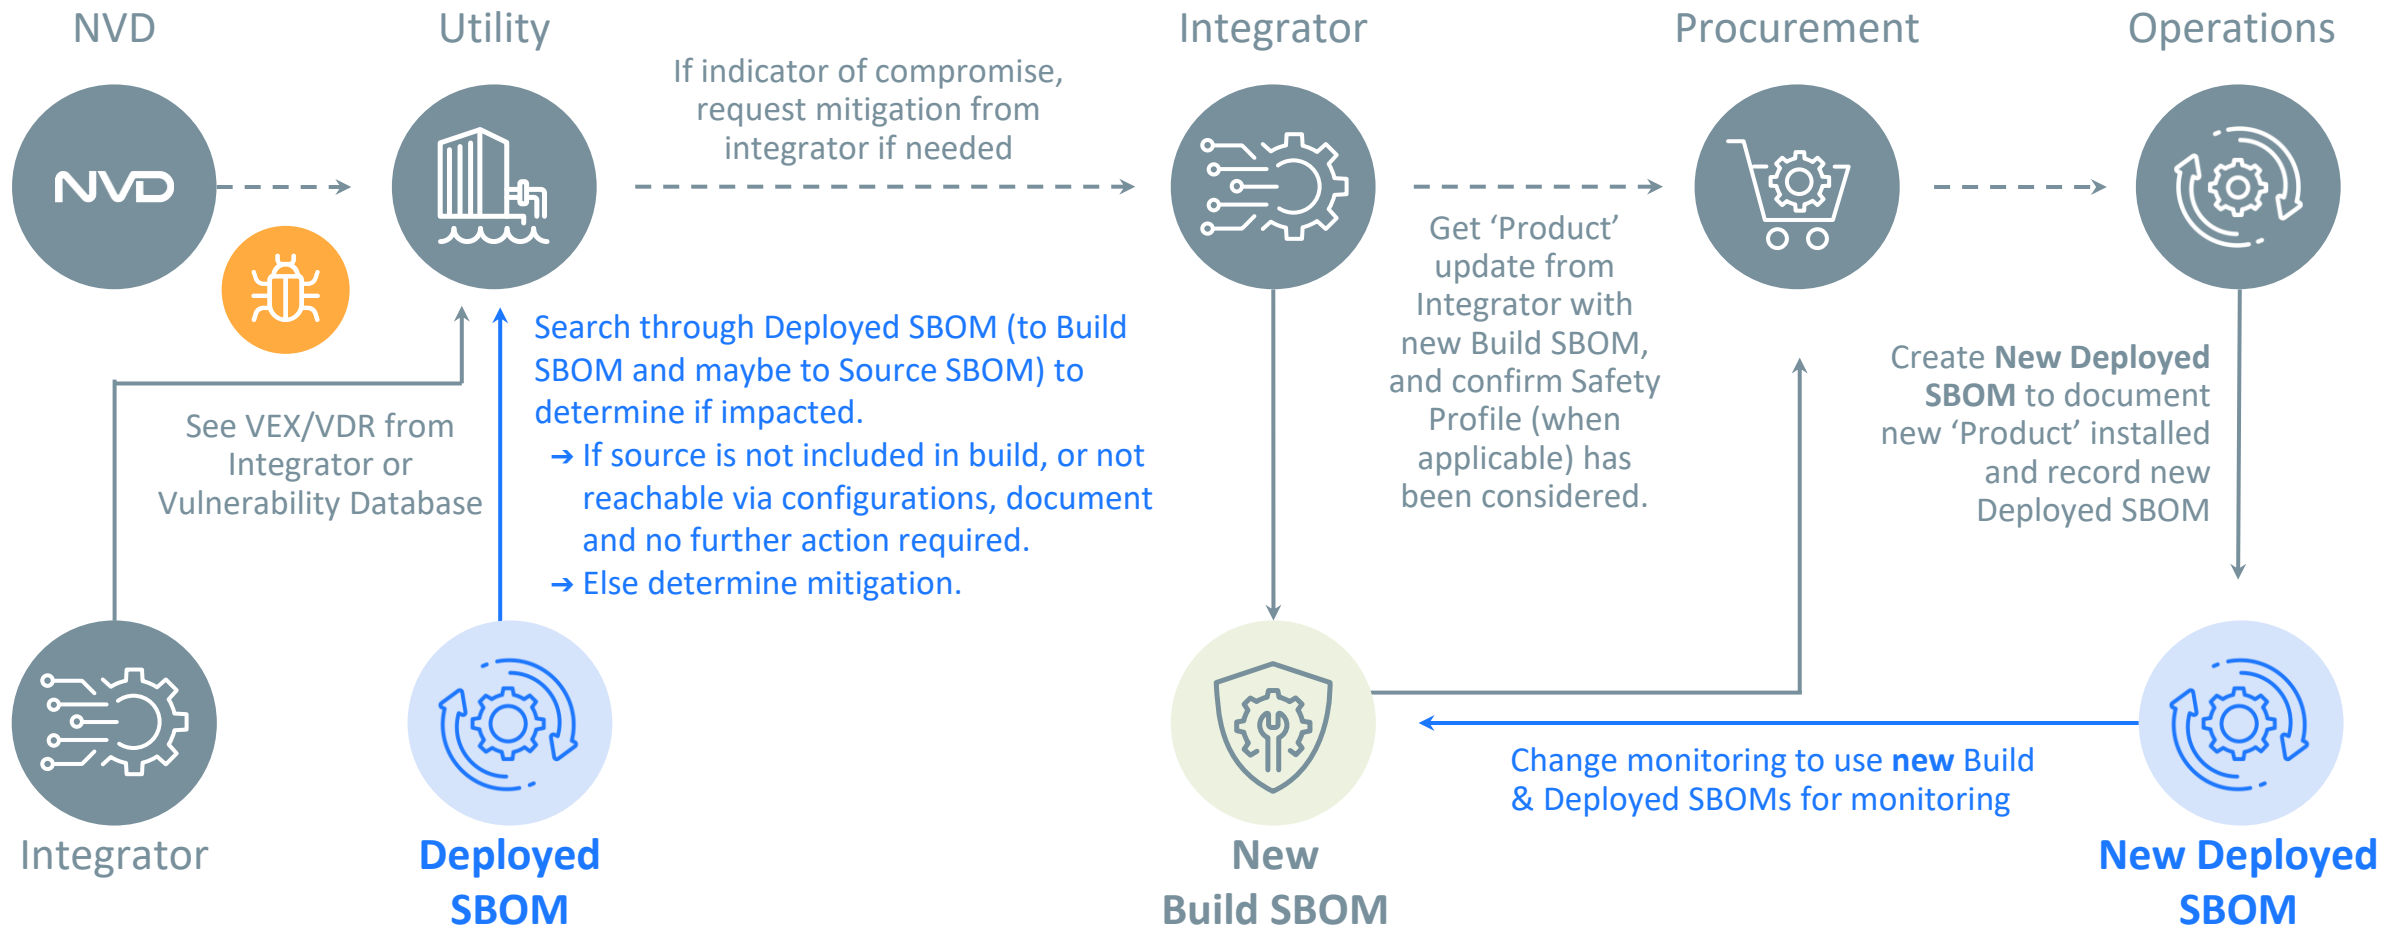 NVD
Utility
Integrator
Procurement
Operations
NVD
If indicator of compromise,
request mitigation from
integrator if needed
Get ‘Product’
update from
Integrator with
new Build SBOM,
and confirm Safety
Profile (when
applicable) has
been considered.
See VEX/VDR from
Integrator or
Vulnerability Database
Search through Deployed SBOM (to Build
SBOM and maybe to Source SBOM) to
determine if impacted.
→ If source is not included in build, or not
reachable via configurations, document
and no further action required.
→ Else determine mitigation.
Create New Deployed
SBOM to document
new ‘Product’ installed
and record new
Deployed SBOM
Change monitoring to use new Build
& Deployed SBOMs for monitoring
Integrator
Deployed
SBOM
New
Build SBOM
New Deployed
SBOM